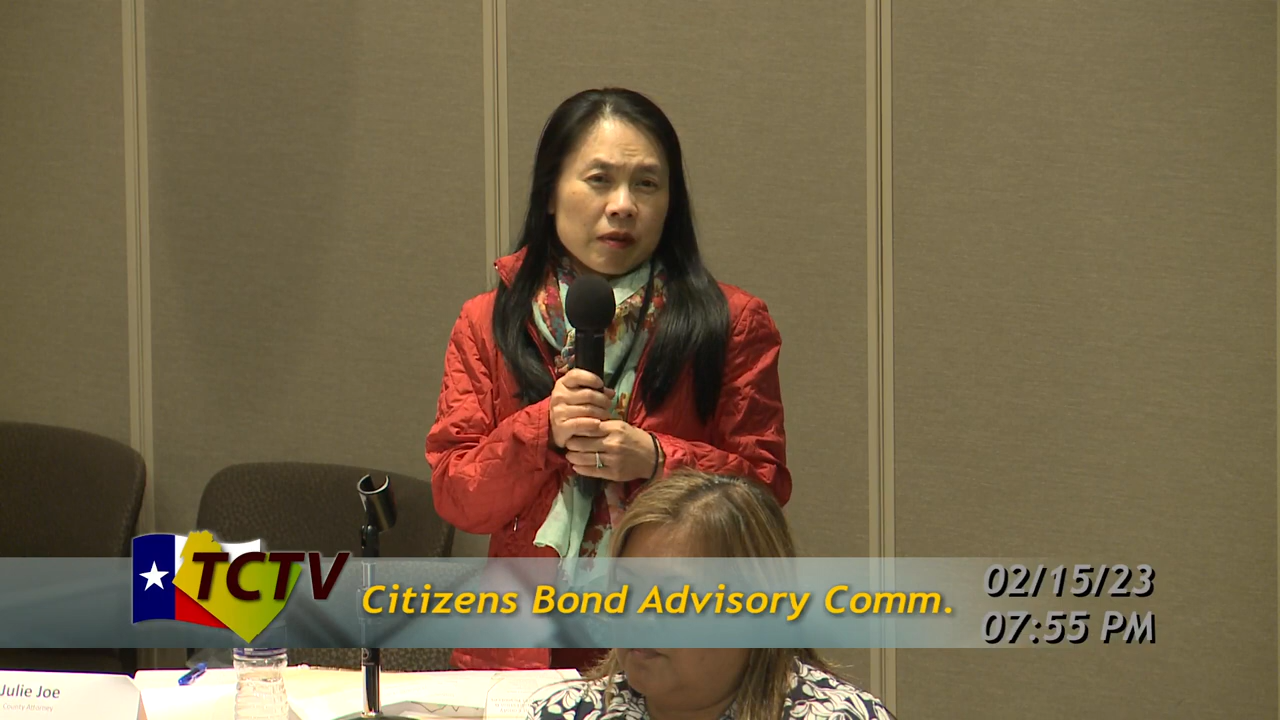 TCTV
Citizens Bond Advisory Comm.
02/15/23
07:55 PM
Julie Joe
County Attorney